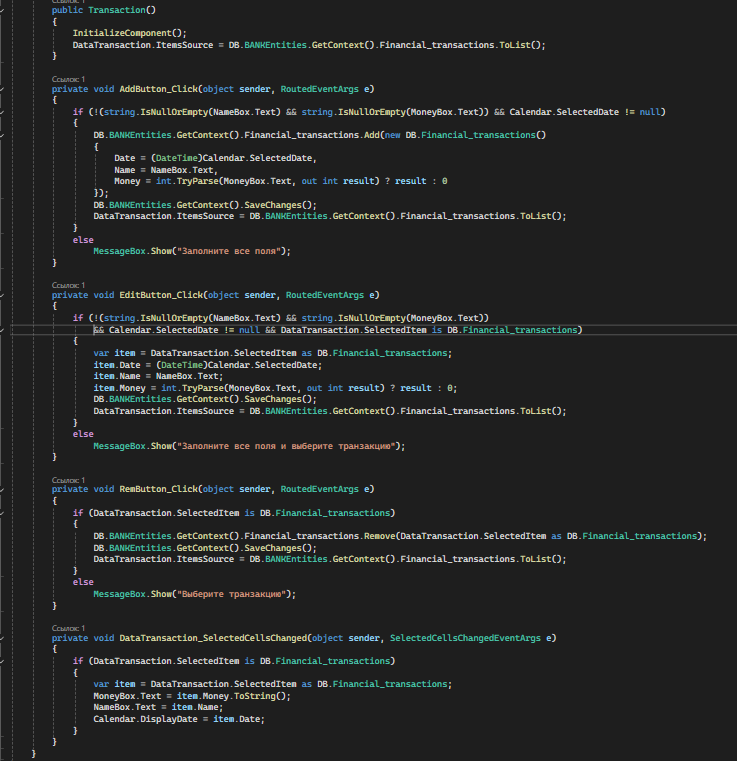 Ссылок: 1
public Transaction()
{
InitializeComponent();
DataTransaction.ItemsSource = DB.BANKEntities.GetContext().Financial_transactions.ToList();
}
Ссылок: 1
private void AddButton_Click(object sender, RoutedEventArgs e)
{
if (!(string.IsNullOrEmpty(NameBox.Text) && string.IsNullOrEmpty(MoneyBox.Text)) && Calendar.SelectedDate != null)
{
DB.BANKEntities.GetContext().Financial_transactions.Add(new DB.Financial_transactions()
{
Date = (DateTime)Calendar.SelectedDate,
Name = NameBox.Text,
Money = int.TryParse(MoneyBox.Text, out int result) ? result : 0
});
DB.BANKEntities.GetContext().SaveChanges();
DataTransaction.ItemsSource = DB.BANKEntities.GetContext().Financial_transactions.ToList();
}
else
MessageBox.Show("Заполните все поля");
}
Ссылок: 1
private void EditButton_Click(object sender, RoutedEventArgs e)
{
if (!(string.IsNullOrEmpty(NameBox.Text) && string.IsNullOrEmpty(MoneyBox.Text))
&& Calendar.SelectedDate != null && DataTransaction.SelectedItem is DB.Financial_transactions)
{
var item = DataTransaction.SelectedItem as DB.Financial_transactions;
item.Date = (DateTime)Calendar.SelectedDate;
item.Name = NameBox.Text;
item.Money = int.TryParse(MoneyBox.Text, out int result) ? result : 0;
DB.BANKEntities.GetContext().SaveChanges();
DataTransaction.ItemsSource = DB.BANKEntities.GetContext().Financial_transactions.ToList();
}
else
MessageBox.Show("Заполните все поля и выберите транзакцию");
}
Ссылок: 1
private void RemButton_Click(object sender, RoutedEventArgs e)
{
if (DataTransaction.SelectedItem is DB.Financial_transactions)
{
DB.BANKEntities.GetContext().Financial_transactions.Remove(DataTransaction.SelectedItem as DB.Financial_transactions);
DB.BANKEntities.GetContext().SaveChanges();
DataTransaction.ItemsSource = DB.BANKEntities.GetContext().Financial_transactions.ToList();
}
else
MessageBox.Show("Выберите транзакцию");
}
Ссылок: 1
private void DataTransaction_SelectedCellsChanged(object sender, SelectedCellsChangedEventArgs e)
{
if (DataTransaction.SelectedItem is DB.Financial_transactions)
{
var item = DataTransaction.SelectedItem as DB.Financial_transactions;
MoneyBox.Text = item.Money.ToString();
NameBox.Text = item.Name;
Calendar.DisplayDate = item.Date;
}
}
}